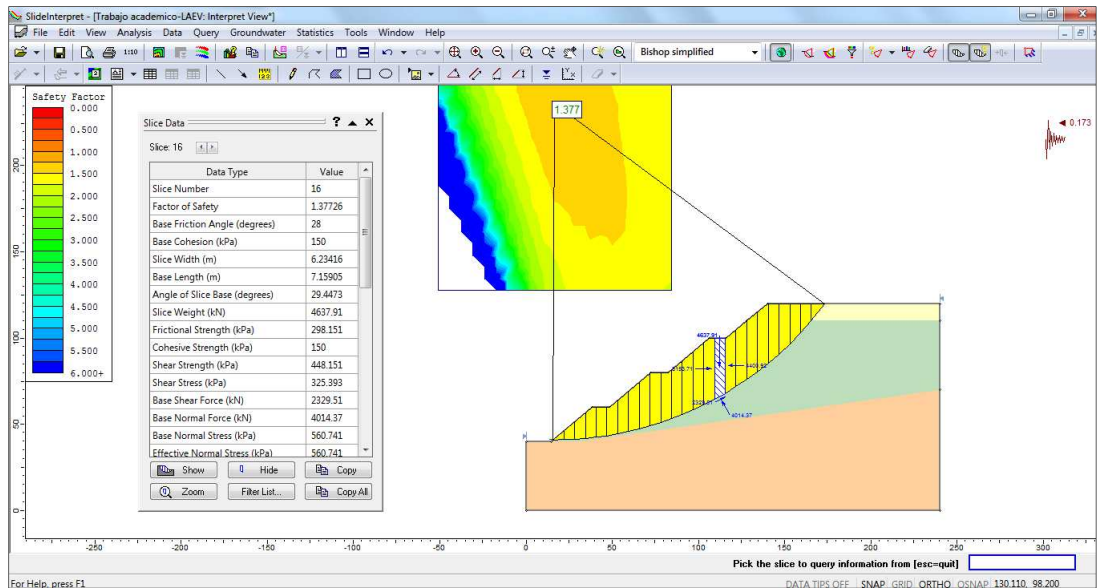 SlideInterpret - [Trabajo academico-LAEV: Interpret View*]
File Edit View Analysis Data Query Groundwater Statistics Tools Window Help
1:10
Bishop simplified
Safety Factor
0.000
0.500
1.000
1.500
2.000
2.500
3.000
3.500
4.000
4.500
5.000
5.500
6.000+
Slice Data
Slice: 16
Data Type Value
Slice Number 16
Factor of Safety 1.37726
Base Friction Angle (degrees) 28
Base Cohesion (kPa) 150
Slice Width (m) 6.23416
Base Length (m) 7.15905
Angle of Slice Base (degrees) 29.4473
Slice Weight (kN) 4637.91
Frictional Strength (kPa) 298.151
Cohesive Strength (kPa) 150
Shear Strength (kPa) 448.151
Shear Stress (kPa) 325.393
Base Shear Force (kN) 2329.51
Base Normal Force (kN) 4014.37
Base Normal Stress (kPa) 560.741
Effective Normal Stress (kPa) 560.741
Show Hide Copy
Zoom Filter List... Copy All
1.377
0.173
4637.91
2329.51
4014.37
200
150
100
50
0
-250 -200 -150 -100 -50 0 50 100 150 200 250 300
Pick the slice to query information from [esc=quit]
For Help, press F1
DATA TIPS OFF SNAP GRID ORTHO OSNAP 130.110, 98.200